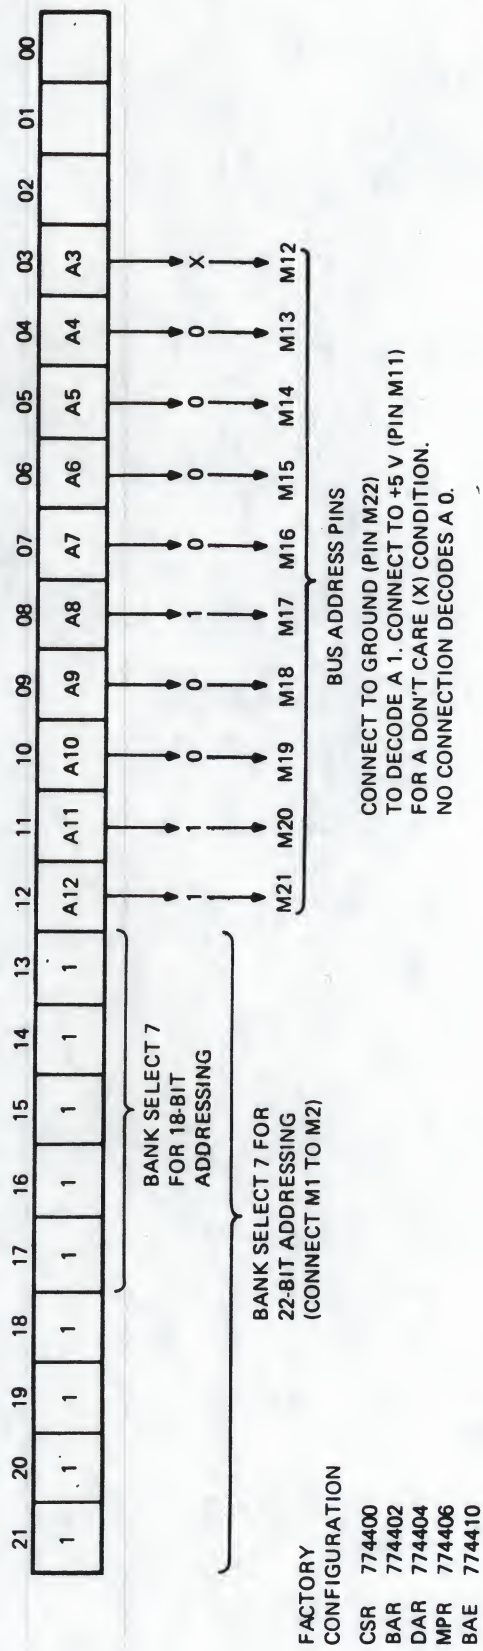 21 20 19 18 17 16 15 14 13 12 11 10 09 08 07 06 05 04 03 02 01 00
1 1 1 1 1 1 1 1 1 A12 A11 A10 A9 A8 A7 A6 A5 A4 A3
1 1 0 0 1 0 0 0 0 X
M21 M20 M19 M18 M17 M16 M15 M14 M13 M12
BANK SELECT 7
FOR 18-BIT
ADDRESSING
BANK SELECT 7 FOR
22-BIT ADDRESSING
(CONNECT M1 TO M2)
BUS ADDRESS PINS
CONNECT TO GROUND (PIN M22)
TO DECODE A 1. CONNECT TO +5 V (PIN M11)
FOR A DON'T CARE (X) CONDITION.
NO CONNECTION DECODES A 0.
FACTORY
CONFIGURATION
CSR 774400
BAR 774402
DAR 774404
MPR 774406
BAE 774410